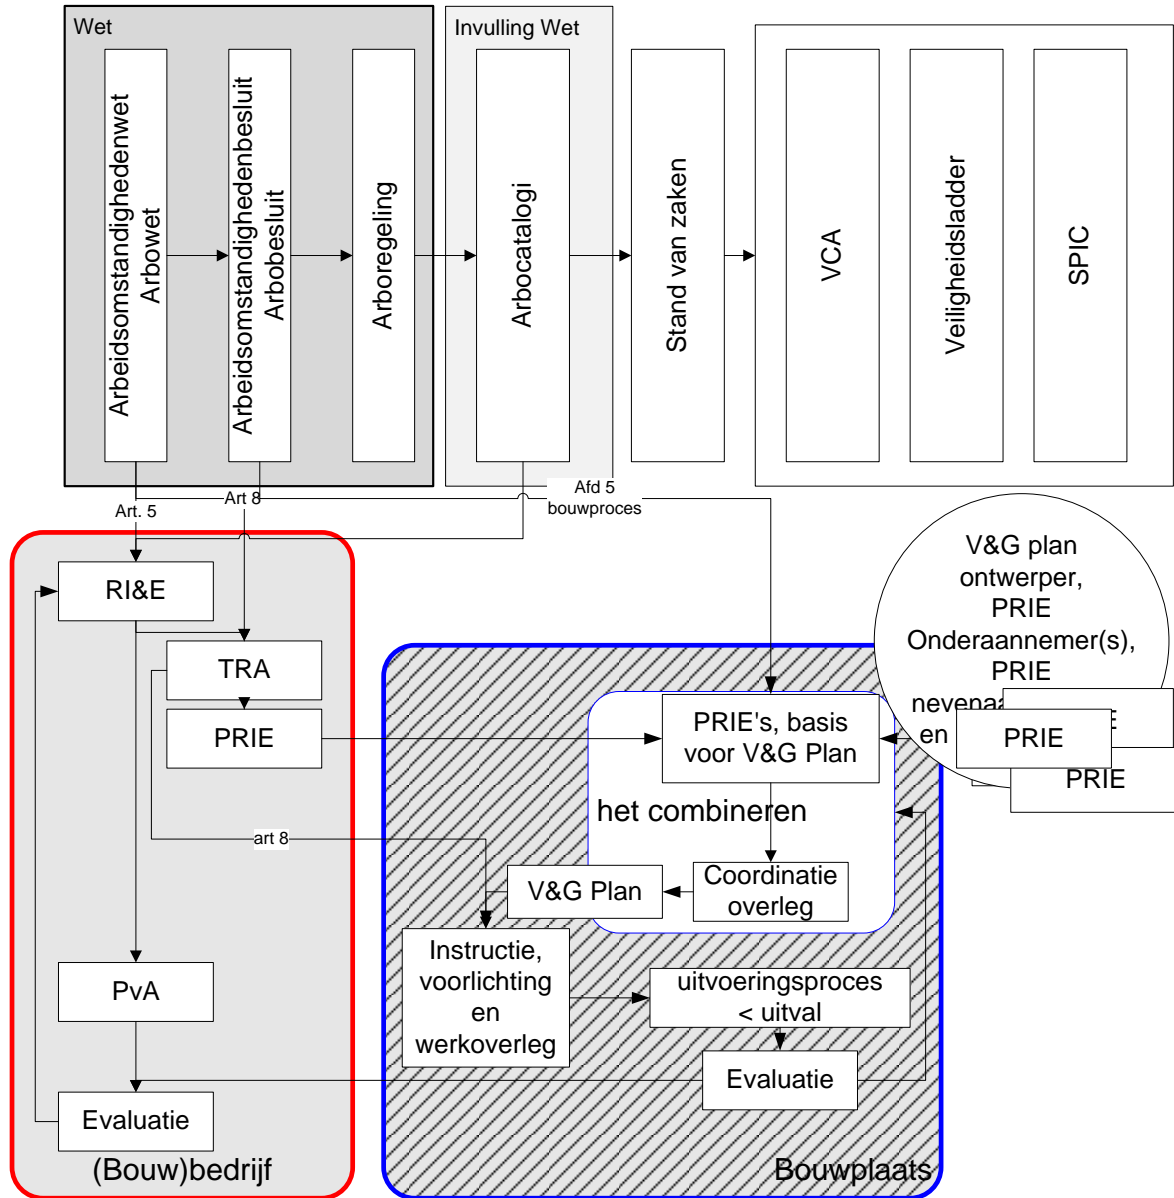 Wet
Invulling Wet
Arbeidsomstandighedenwet
Arbowet
Arbeidsomstandighedenbesluit
Arbobesluit
Arboregeling
Arbocatalogi
Stand van zaken
VCA
Veiligheidsladder
SPIC
Art. 5
Art 8
Afd 5
bouwproces
RI&E
TRA
PRIE
art 8
PvA
Evaluatie
(Bouw)bedrijf
V&G plan
ontwerper,
PRIE
Onderaannemer(s),
PRIE
en
PRIE
PRIE
PRIE's, basis
voor V&G Plan
het combineren
Coordinatie
overleg
V&G Plan
Instructie,
voorlichting
en
werkoverleg
uitvoeringsproces
< uitval
Evaluatie
Bouwplaats